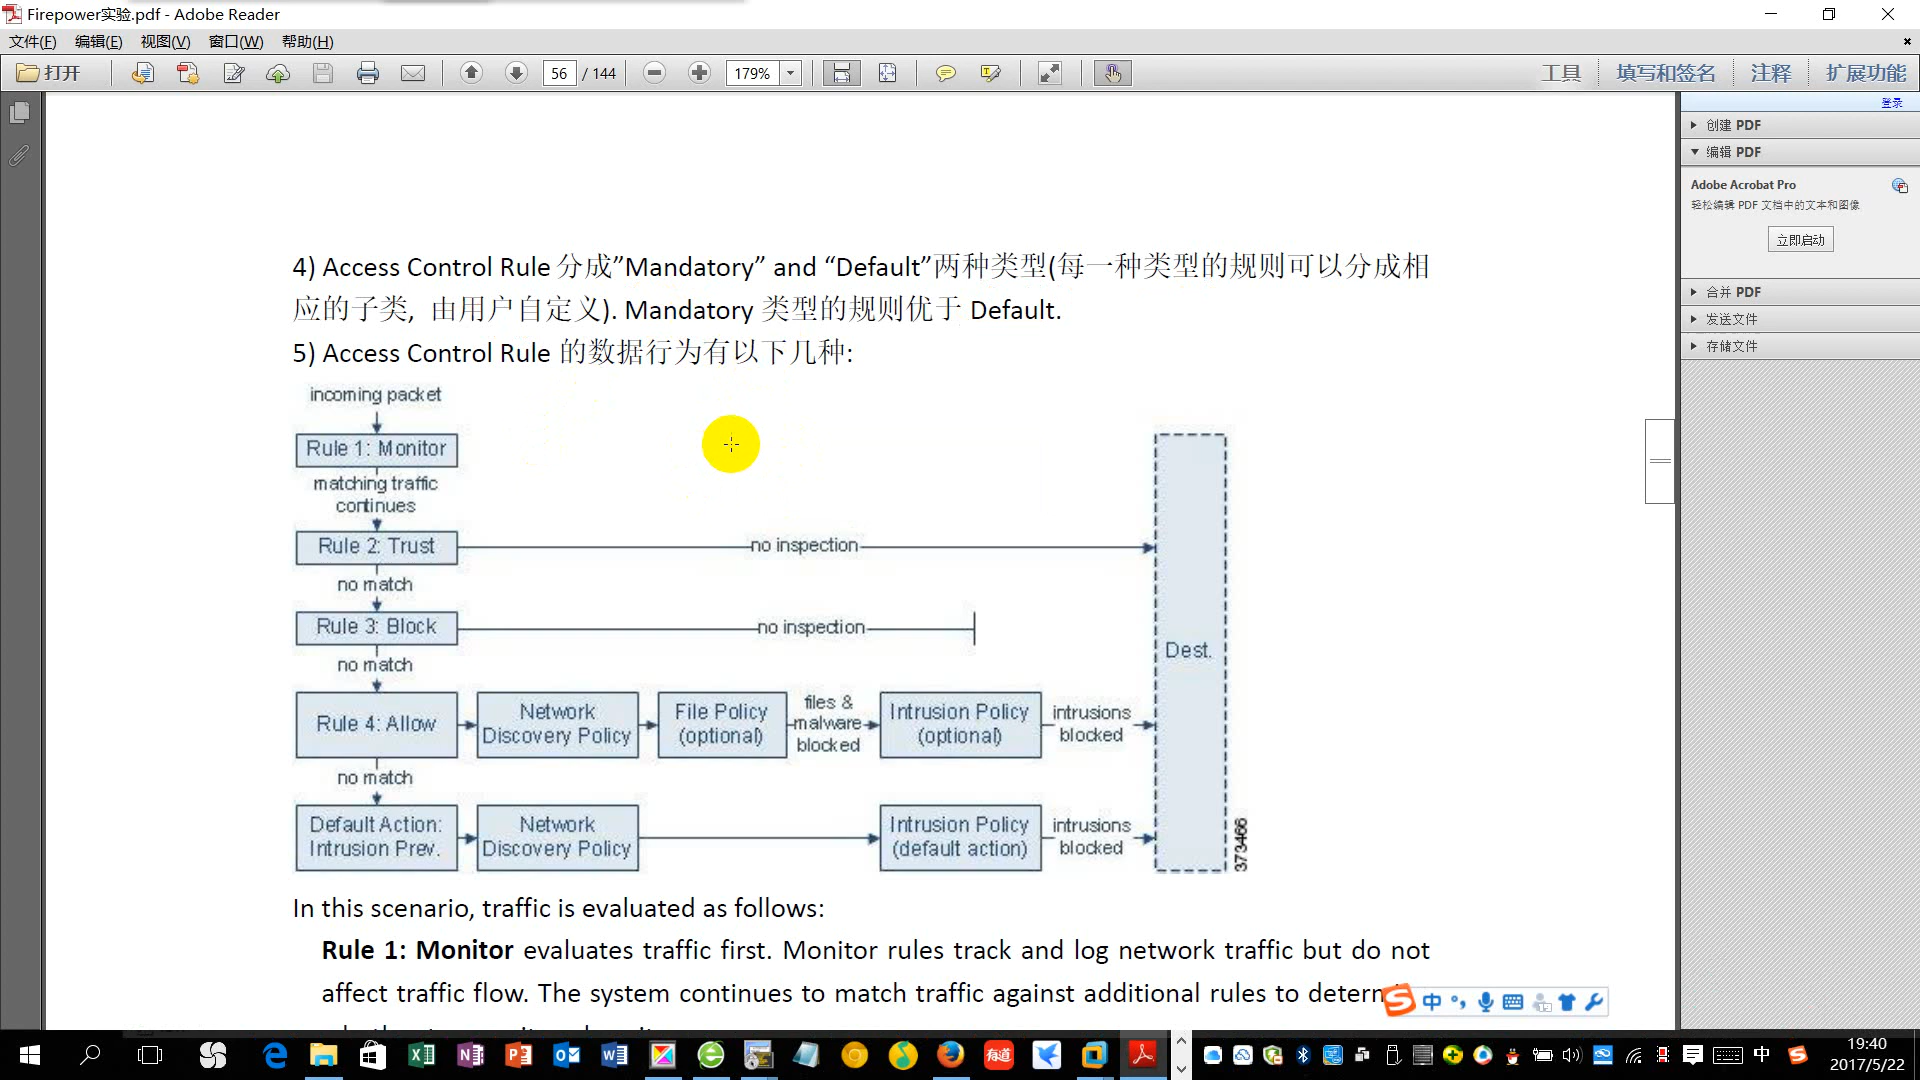 Firepower实验.pdf - Adobe Reader
文件(F) 编辑(E) 视图(V) 窗口(W) 帮助(H)
打开 56 / 144 179% 工具 填写和签名 注释 扩展功能
登录
创建 PDF
编辑 PDF
Adobe Acrobat Pro
轻松编辑 PDF 文档中的文本和图像
立即启动
合并 PDF
发送文件
存储文件
4) Access Control Rule 分成”Mandatory” and “Default”两种类型(每一种类型的规则可以分成相
应的子类, 由用户自定义). Mandatory 类型的规则优于 Default.
5) Access Control Rule 的数据行为有以下几种:
incoming packet
Rule 1: Monitor
matching traffic
continues
Rule 2: Trust
no inspection
no match
Rule 3: Block
no inspection
no match
Rule 4: Allow
Network
Discovery Policy
File Policy
(optional)
files &
malware
blocked
Intrusion Policy
(optional)
intrusions
blocked
Dest.
no match
Default Action:
Intrusion Prev.
Network
Discovery Policy
Intrusion Policy
(default action)
intrusions
blocked
373466
In this scenario, traffic is evaluated as follows:
Rule 1: Monitor evaluates traffic first. Monitor rules track and log network traffic but do not
affect traffic flow. The system continues to match traffic against additional rules to
中
中
19:40
2017/5/22